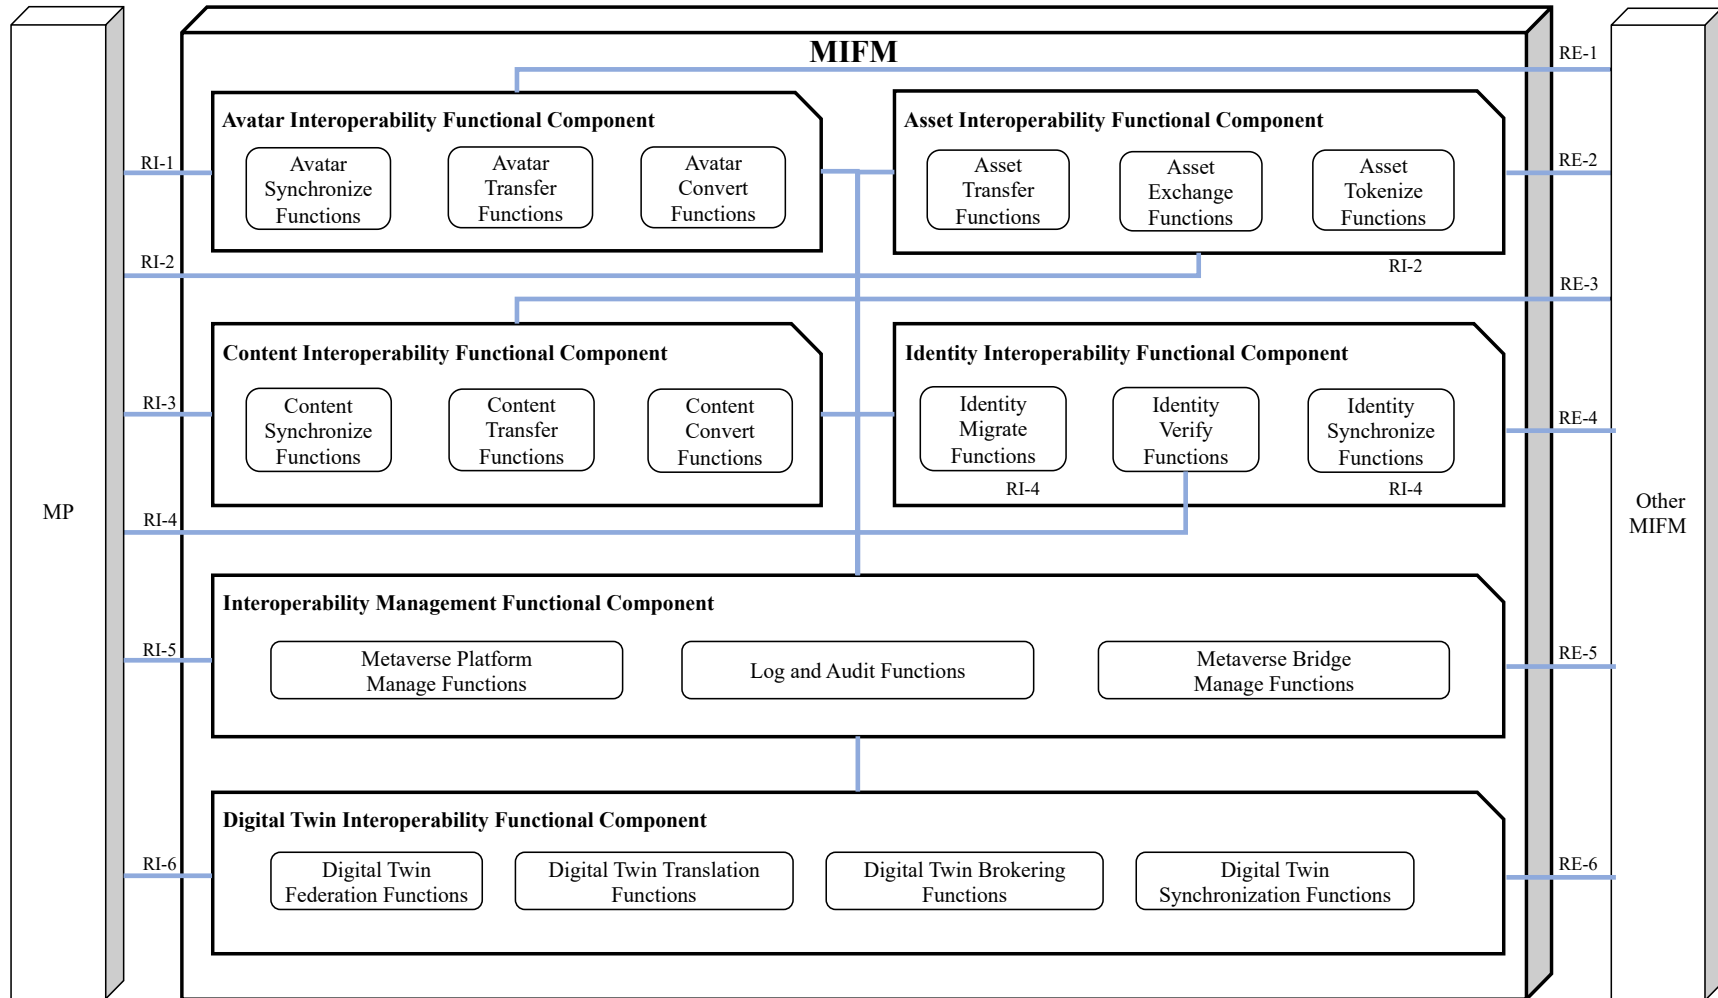 MIFM
RE-1
Avatar Interoperability Functional Component
Asset Interoperability Functional Component
RI-1
Avatar
Synchronize
Functions
Avatar
Transfer
Functions
Avatar
Convert
Functions
Asset
Transfer
Functions
Asset
Exchange
Functions
Asset
Tokenize
Functions
RE-2
RI-2
RI-2
RE-3
Content Interoperability Functional Component
Identity Interoperability Functional Component
RI-3
Content
Synchronize
Functions
Content
Transfer
Functions
Content
Convert
Functions
Identity
Migrate
Functions
Identity
Verify
Functions
Identity
Synchronize
Functions
RE-4
RI-4
RI-4
MP
RI-4
Other
MIFM
Interoperability Management Functional Component
RI-5
Metaverse Platform
Manage Functions
Log and Audit Functions
Metaverse Bridge
Manage Functions
RE-5
Digital Twin Interoperability Functional Component
RI-6
Digital Twin
Federation Functions
Digital Twin Translation
Functions
Digital Twin Brokering
Functions
Digital Twin
Synchronization Functions
RE-6